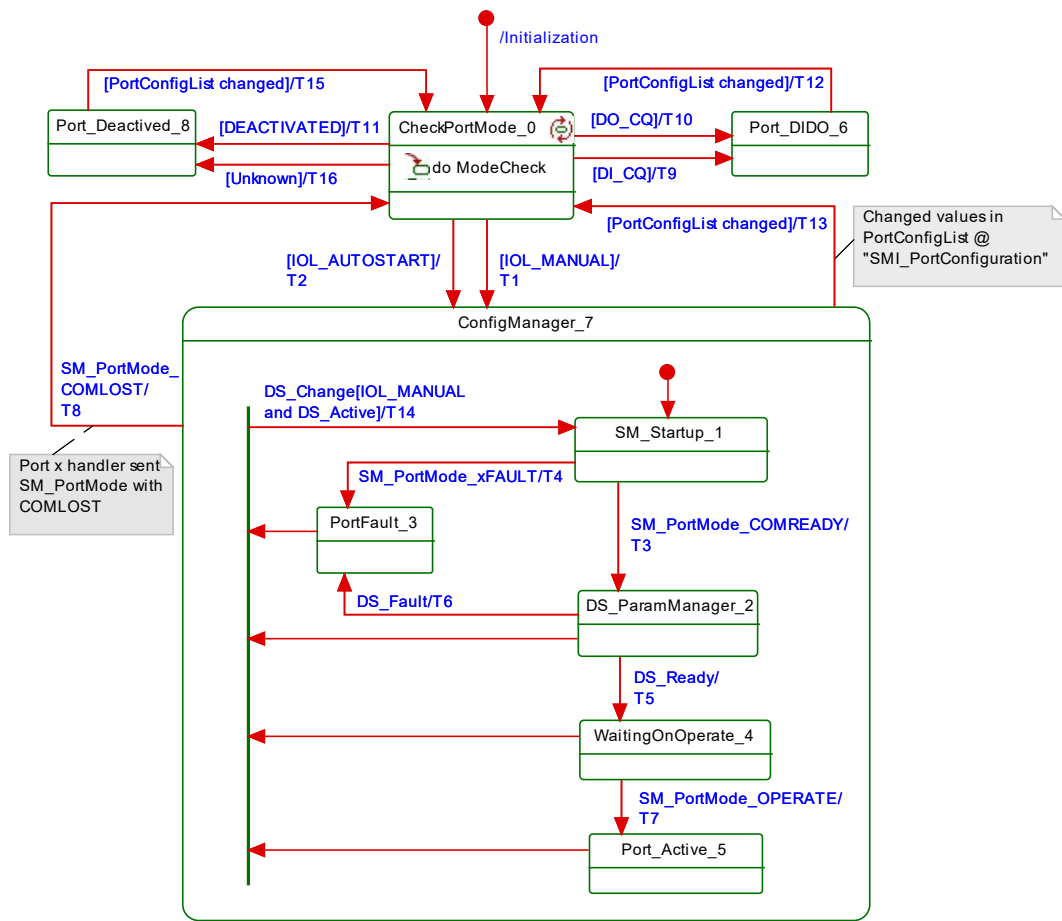 /Initialization
[PortConfigList changed]/T15
[PortConfigList changed]/T12
Port_Deactived_8
[DEACTIVATED]/T11
CheckPortMode_0
[DO_CQ]/T10
Port_DIDO_6
do ModeCheck
[Unknown]/T16
[DI_CQ]/T9
[PortConfigList changed]/T13
Changed values in
PortConfigList @
"SMI_PortConfiguration"
[IOL_AUTOSTART]/
T2
[IOL_MANUAL]/
T1
ConfigManager_7
SM_PortMode_
COMLOST/
T8
DS_Change[IOL_MANUAL
and DS_Active]/T14
SM_Startup_1
Port x handler sent
SM_PortMode with
COMLOST
SM_PortMode_xFAULT/T4
PortFault_3
SM_PortMode_COMREADY/
T3
DS_Fault/T6
DS_ParamManager_2
DS_Ready/
T5
WaitingOnOperate_4
SM_PortMode_OPERATE/
T7
Port_Active_5